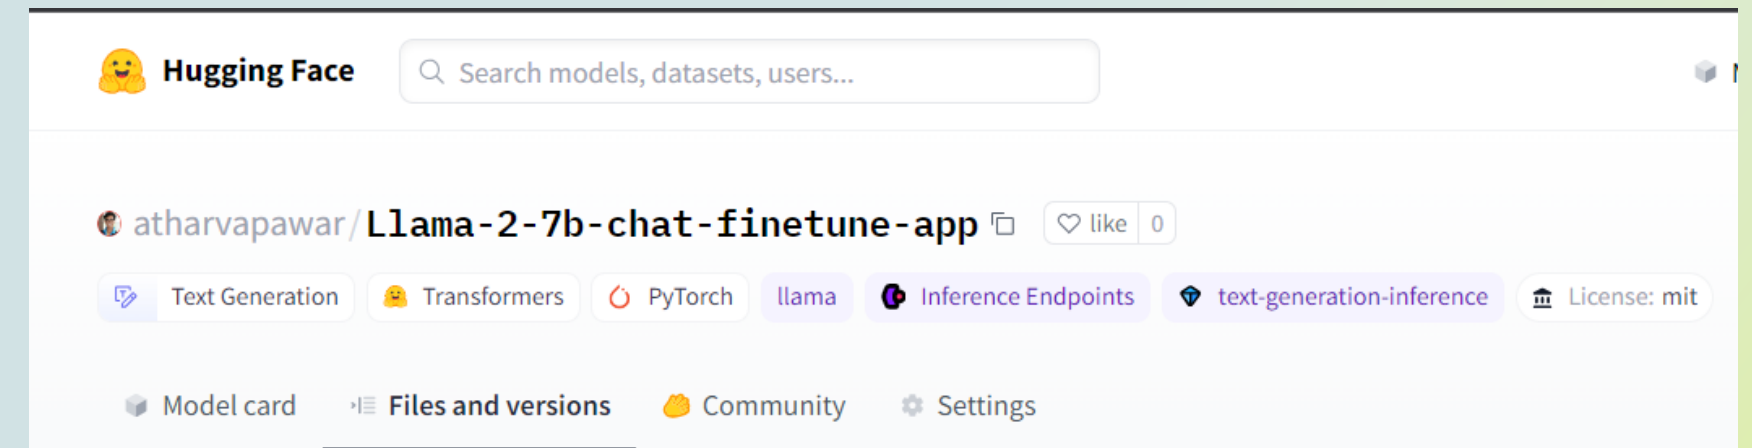 Hugging Face Search models, datasets, users...
atharvapawar/Llama-2-7b-chat-finetune-app like 0
Text Generation Transformers PyTorch llama Inference Endpoints text-generation-inference License: mit
Model card Files and versions Community Settings